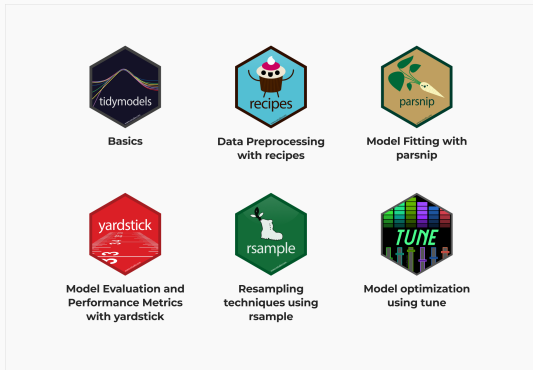 tidymodels
recipes
parsnip
Basics
Data Preprocessing
with recipes
Model Fitting with
parsnip
yardstick
rsample
TUNE
Model Evaluation and
Performance Metrics
with yardstick
Resampling
techniques using
rsample
Model optimization
using tune